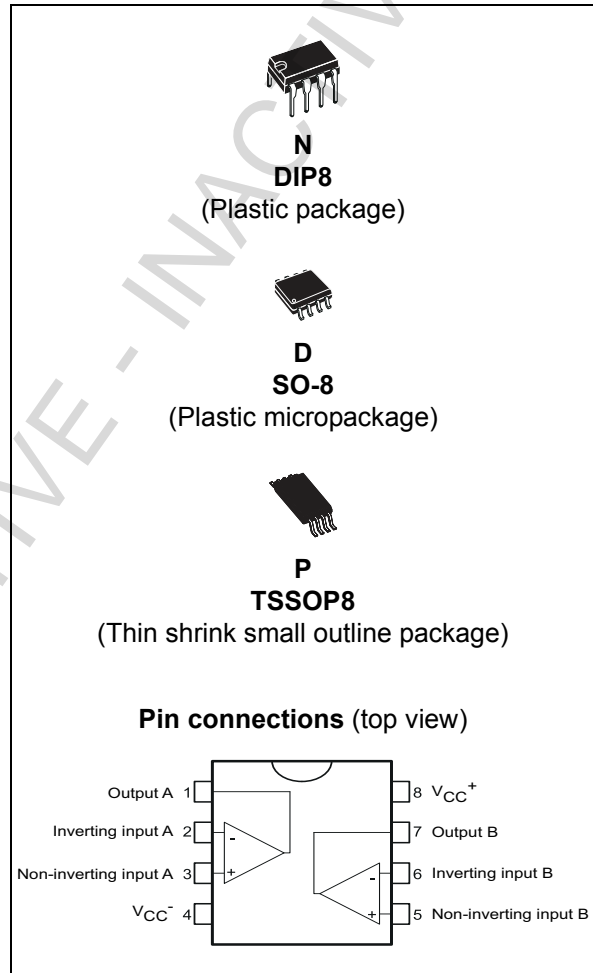 N
DIP8
(Plastic package)
D
SO-8
(Plastic micropackage)
P
TSSOP8
(Thin shrink small outline package)
Pin connections (top view)
Output A 1
Inverting input A 2
Non-inverting input A 3
VCC- 4
8 VCC+
7 Output B
6 Inverting input B
5 Non-inverting input B
-
+
-
+
TIVE - INACTIV